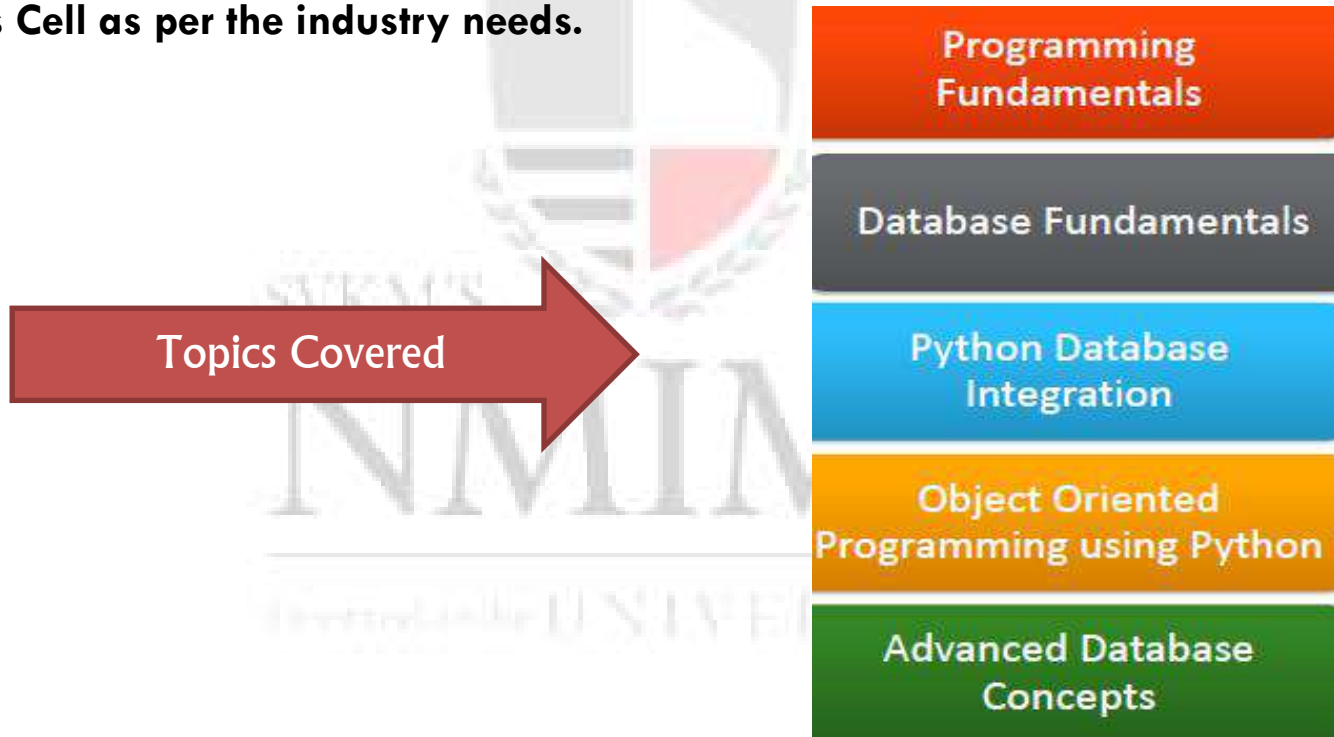 Cell as per the industry needs.
Programming
Fundamentals
Database Fundamentals
SVKM'S
Topics Covered
Python Database
Integration
Object Oriented
Programming using Python
Advanced Database
Concepts